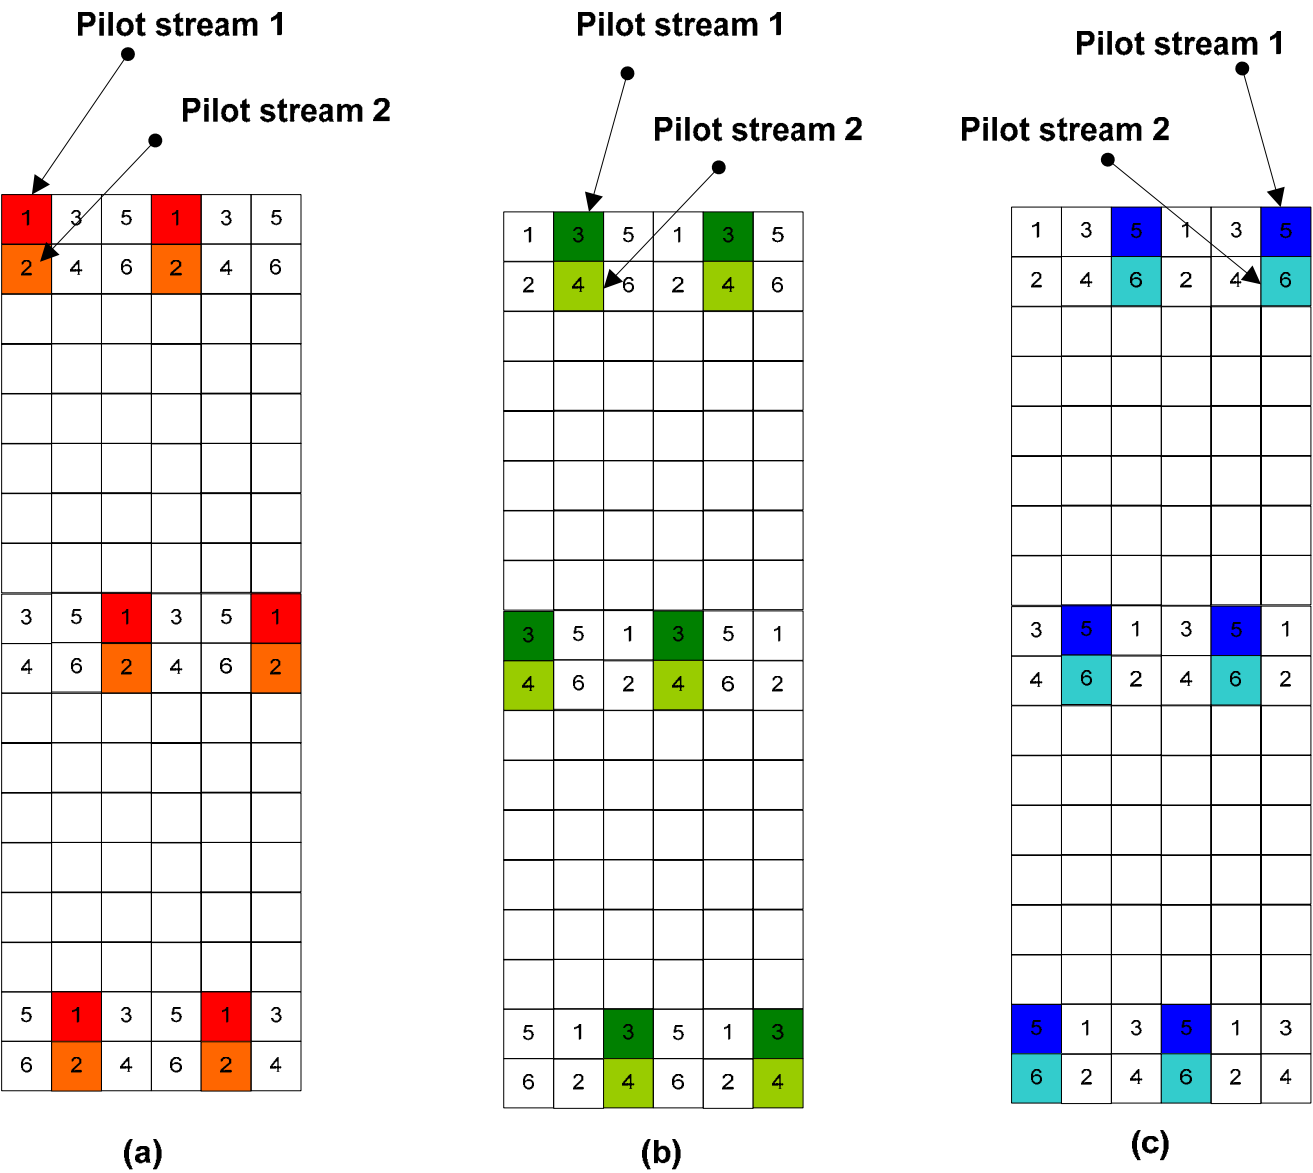 Pilot stream 1
Pilot stream 2
1 3 5 1 3 5
2 4 6 2 4 6
3 5 1 3 5 1
4 6 2 4 6 2
5 1 3 5 1 3
6 2 4 6 2 4
(a)
Pilot stream 1
Pilot stream 2
1 3 5 1 3 5
2 4 6 2 4 6
3 5 1 3 5 1
4 6 2 4 6 2
5 1 3 5 1 3
6 2 4 6 2 4
(b)
Pilot stream 1
Pilot stream 2
1 3 5 1 3 5
2 4 6 2 4 6
3 5 1 3 5 1
4 6 2 4 6 2
5 1 3 5 1 3
6 2 4 6 2 4
(c)